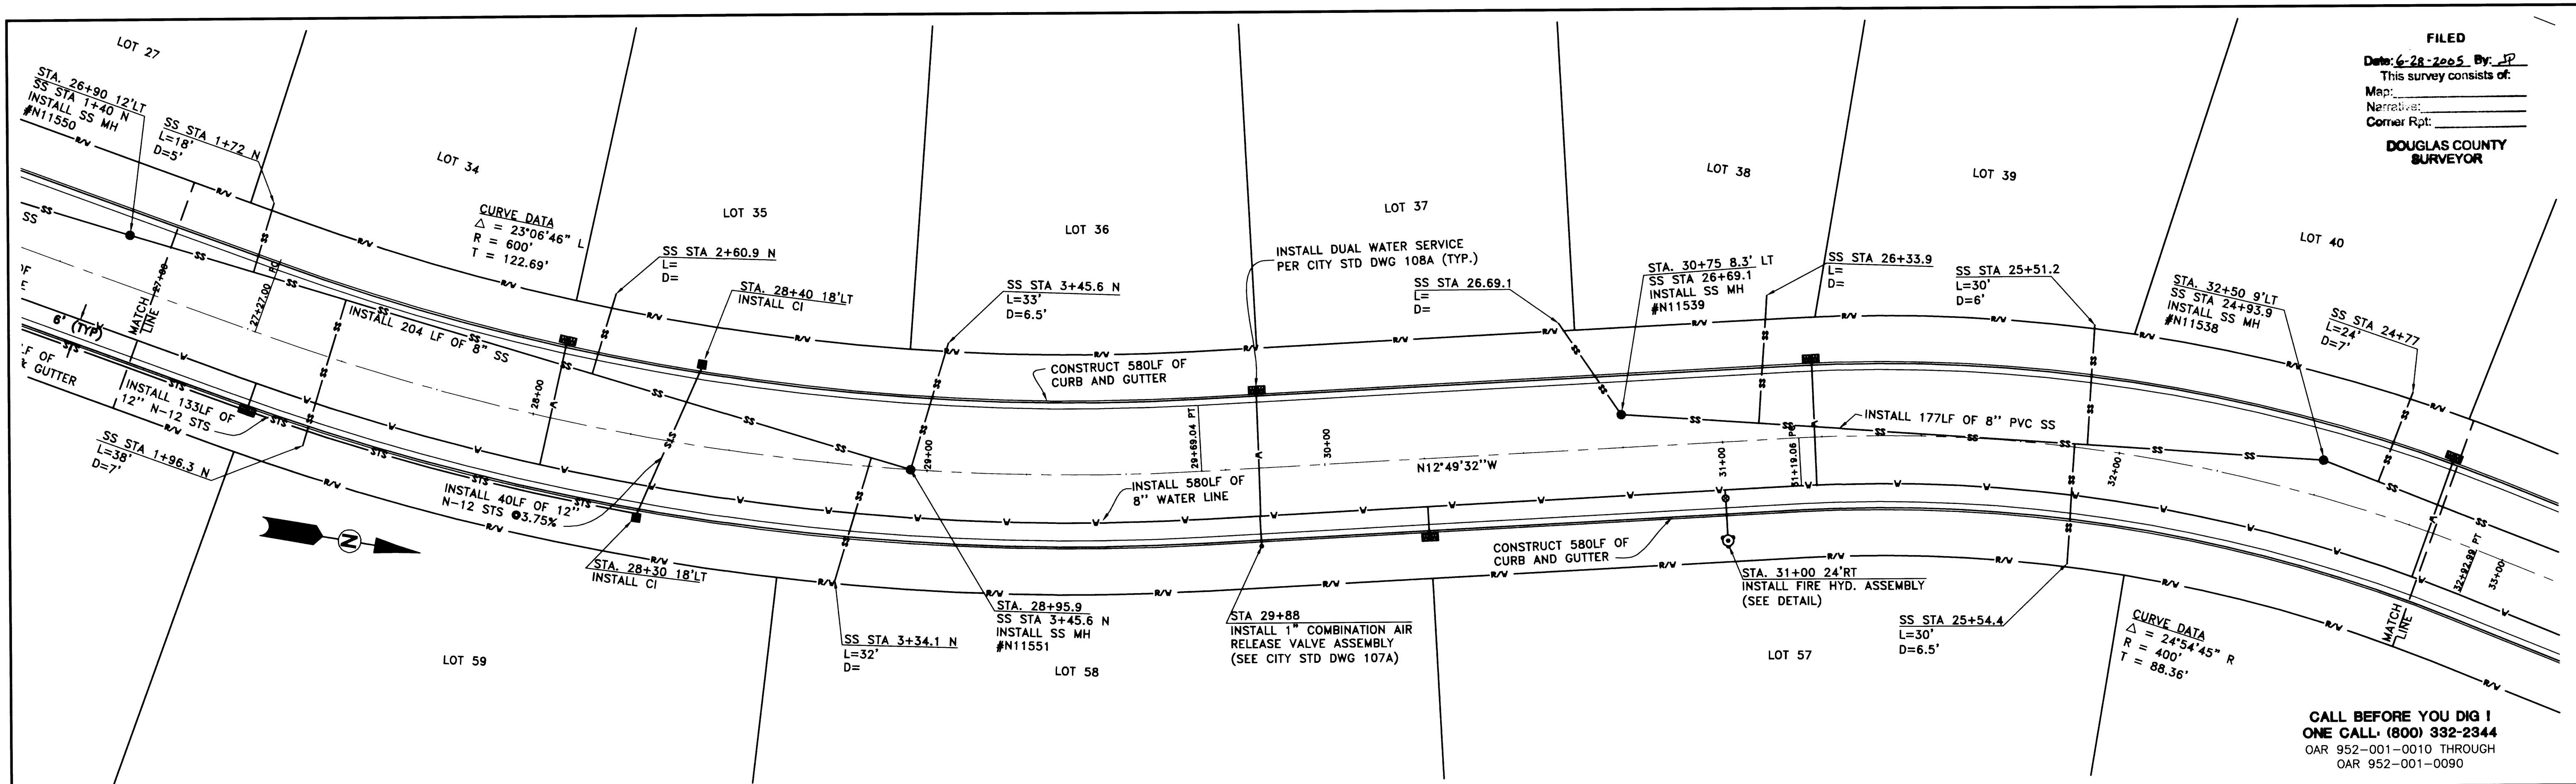 LOT 27
STA. 26+90 12'LT
SS STA 1+40 N
INSTALL SS MH
#N11550
SS STA 1+72 N
L=18'
D=5'
LOT 34
CURVE DATA
△ = 23°06'46" L
R = 600'
T = 122.69'
LOT 35
SS STA 2+60.9 N
L=
D=
STA. 28+40 18'LT
INSTALL CI
LOT 36
SS STA 3+45.6 N
L=33'
D=6.5'
CONSTRUCT 580LF OF
CURB AND GUTTER
INSTALL DUAL WATER SERVICE
PER CITY STD DWG 108A (TYP.)
LOT 37
SS STA 26.69.1
L=
D=
STA. 30+75 8.3' LT
SS STA 26+69.1
INSTALL SS MH
#N11539
LOT 38
SS STA 26+33.9
L=
D=
LOT 39
SS STA 25+51.2
L=30'
D=6'
STA. 32+50 9'LT
SS STA 24+93.9
INSTALL SS MH
#N11538
LOT 40
SS STA 24+77
L=24'
D=7'
FILED
Date: 6-28-2005 By: JP
This survey consists of:
Map:
Narrative:
Corner Rpt:
DOUGLAS COUNTY
SURVEYOR
SS
OF
E
6' (TYP)
LF OF
& GUTTER
MATCH
LINE
27+00
27+27.00 PC
INSTALL 204 LF OF 8" SS
INSTALL 133LF OF
12" N-12 STS
SS STA 1+96.3 N
L=38'
D=7'
28+00
INSTALL 40LF OF 12"
N-12 STS @3.75%
STA. 28+30 18'LT
INSTALL CI
29+00
29+69.04 PT
30+00
N12°49'32"W
31+00
31+19.06 PC
INSTALL 177LF OF 8" PVC SS
32+00
INSTALL 580LF OF
8" WATER LINE
CONSTRUCT 580LF OF
CURB AND GUTTER
N
LOT 59
SS STA 3+34.1 N
L=32'
D=
STA. 28+95.9
SS STA 3+45.6 N
INSTALL SS MH
#N11551
LOT 58
STA 29+88
INSTALL 1" COMBINATION AIR
RELEASE VALVE ASSEMBLY
(SEE CITY STD DWG 107A)
STA. 31+00 24'RT
INSTALL FIRE HYD. ASSEMBLY
(SEE DETAIL)
LOT 57
SS STA 25+54.4
L=30'
D=6.5'
CURVE DATA
△ = 24°54'45" R
R = 400'
T = 88.36'
MATCH
LINE
32+92.99 PT
33+00
CALL BEFORE YOU DIG !
ONE CALL: (800) 332-2344
OAR 952-001-0010 THROUGH
OAR 952-001-0090